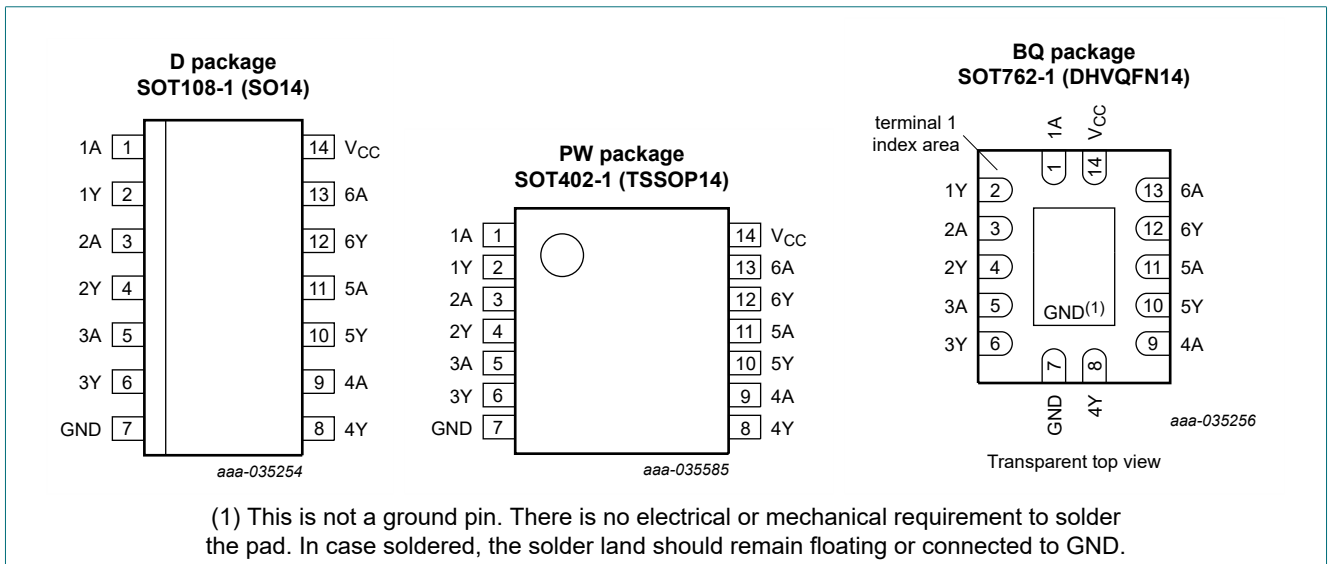 D package
SOT108-1 (SO14)
1A 1 14 VCC
1Y 2 13 6A
2A 3 12 6Y
2Y 4 11 5A
3A 5 10 5Y
3Y 6 9 4A
GND 7 8 4Y
aaa-035254
PW package
SOT402-1 (TSSOP14)
1A 1 14 VCC
1Y 2 13 6A
2A 3 12 6Y
2Y 4 11 5A
3A 5 10 5Y
3Y 6 9 4A
GND 7 8 4Y
aaa-035585
BQ package
SOT762-1 (DHVQFN14)
terminal 1
index area
1A VCC
1 14
1Y 2 13 6A
2A 3 12 6Y
2Y 4 11 5A
3A 5 10 5Y
GND(1)
3Y 6 9 4A
7 8
GND 4Y
aaa-035256
Transparent top view
(1) This is not a ground pin. There is no electrical or mechanical requirement to solder
the pad. In case soldered, the solder land should remain floating or connected to GND.